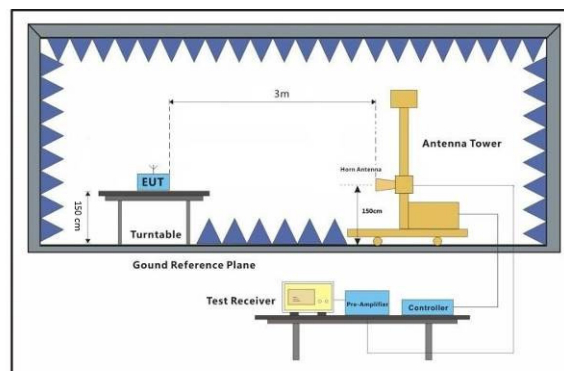 3m
Antenna Tower
Horn Antenna
EUT
150 cm
150cm
Turntable
Gound Reference Plane
Test Receiver
Pre-Amplifier
Controller